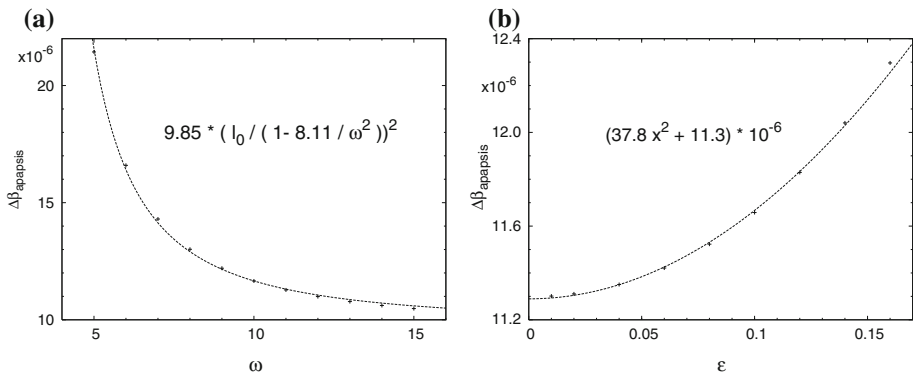 (a)
x10⁻⁶
20
15
10
Δβapapsis
9.85 * ( l₀ / ( 1- 8.11 / ω² ))²
5
10
15
ω
(b)
12.4
x10⁻⁶
12.0
11.6
11.2
Δβapapsis
(37.8 x² + 11.3) * 10⁻⁶
0
0.05
0.1
0.15
ε